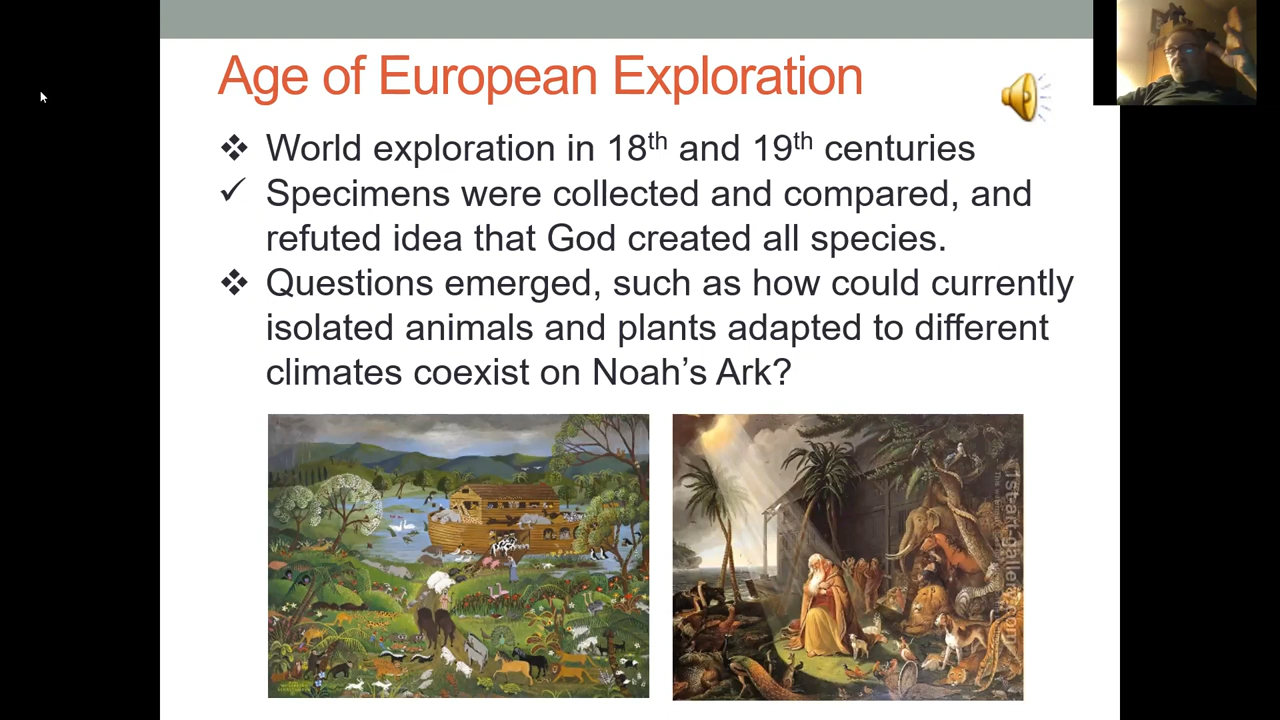 Age of European Exploration
❖ World exploration in 18th and 19th centuries
✓ Specimens were collected and compared, and
refuted idea that God created all species.
❖ Questions emerged, such as how could currently
isolated animals and plants adapted to different
climates coexist on Noah's Ark?